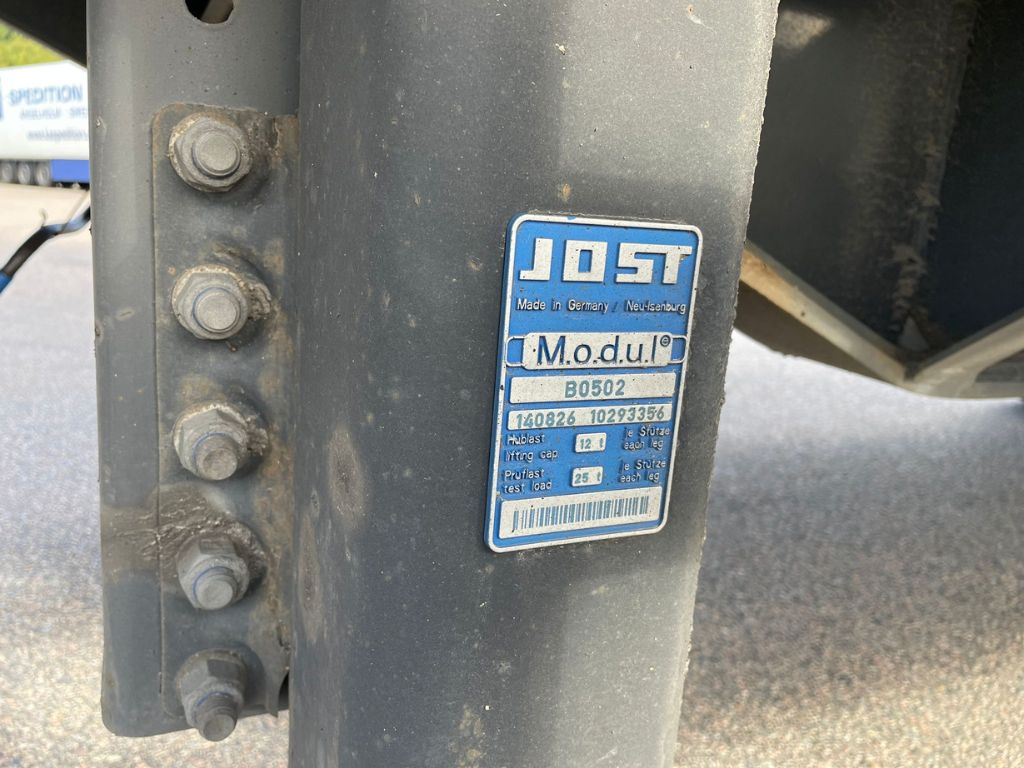 SPEDITION
JOST
Made in Germany / Neu-Isenburg
M.o.d.u.l
B0502
140826 10293356
Hublast 12 t je Stütze
lifting cap. each leg
Prüflast 25 t je Stütze
test load each leg